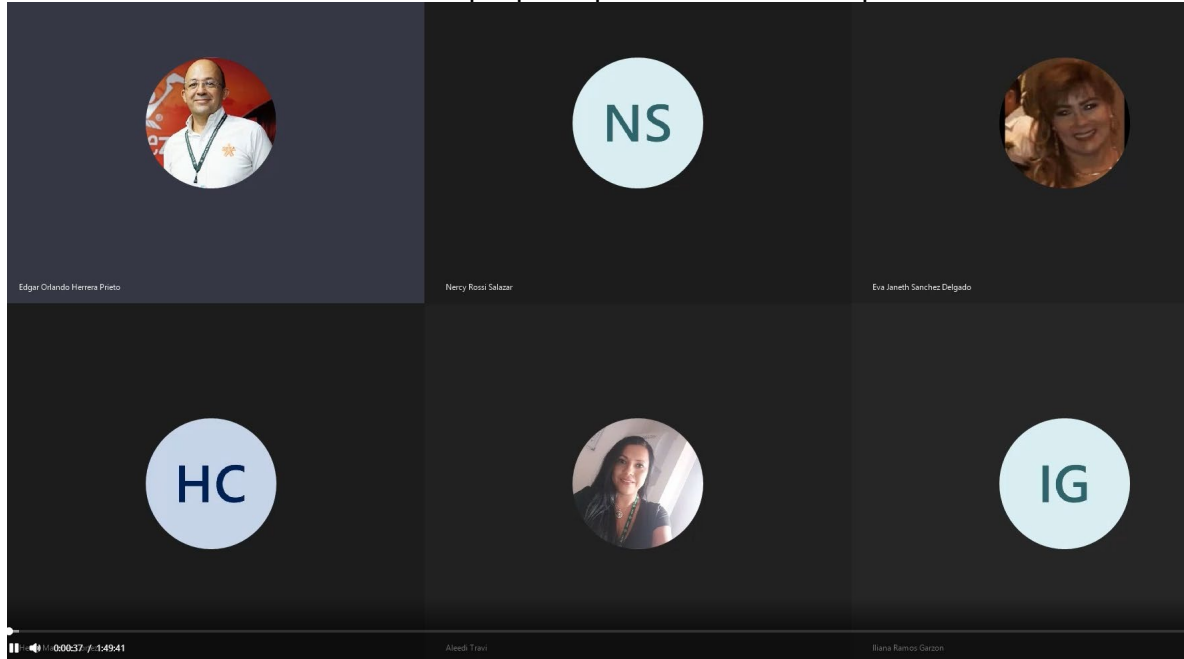 NS
Edgar Orlando Herrera Prieto
Nercy Rossi Salazar
Eva Janeth Sanchez Delgado
HC
IG
0:00:37 / 1:49:41
Aleedi Travi
Iliana Ramos Garzon